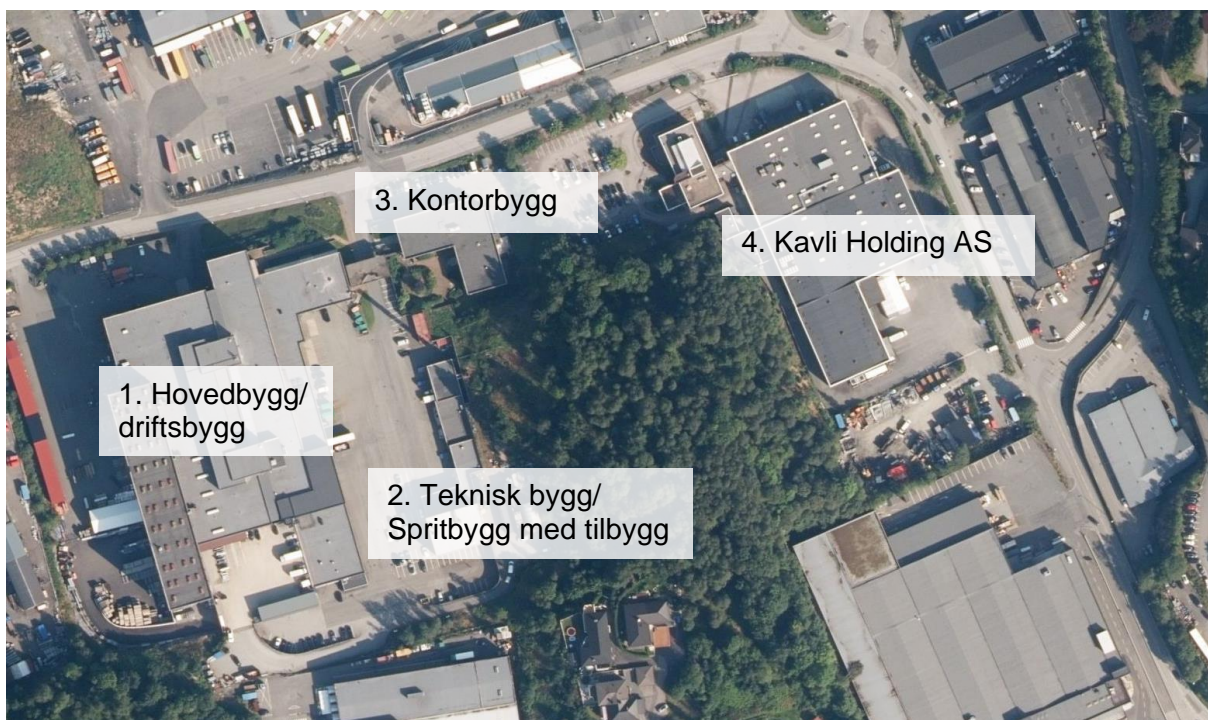 3. Kontorbygg
4. Kavli Holding AS
1. Hovedbygg/
driftsbygg
2. Teknisk bygg/
Spritbygg med tilbygg